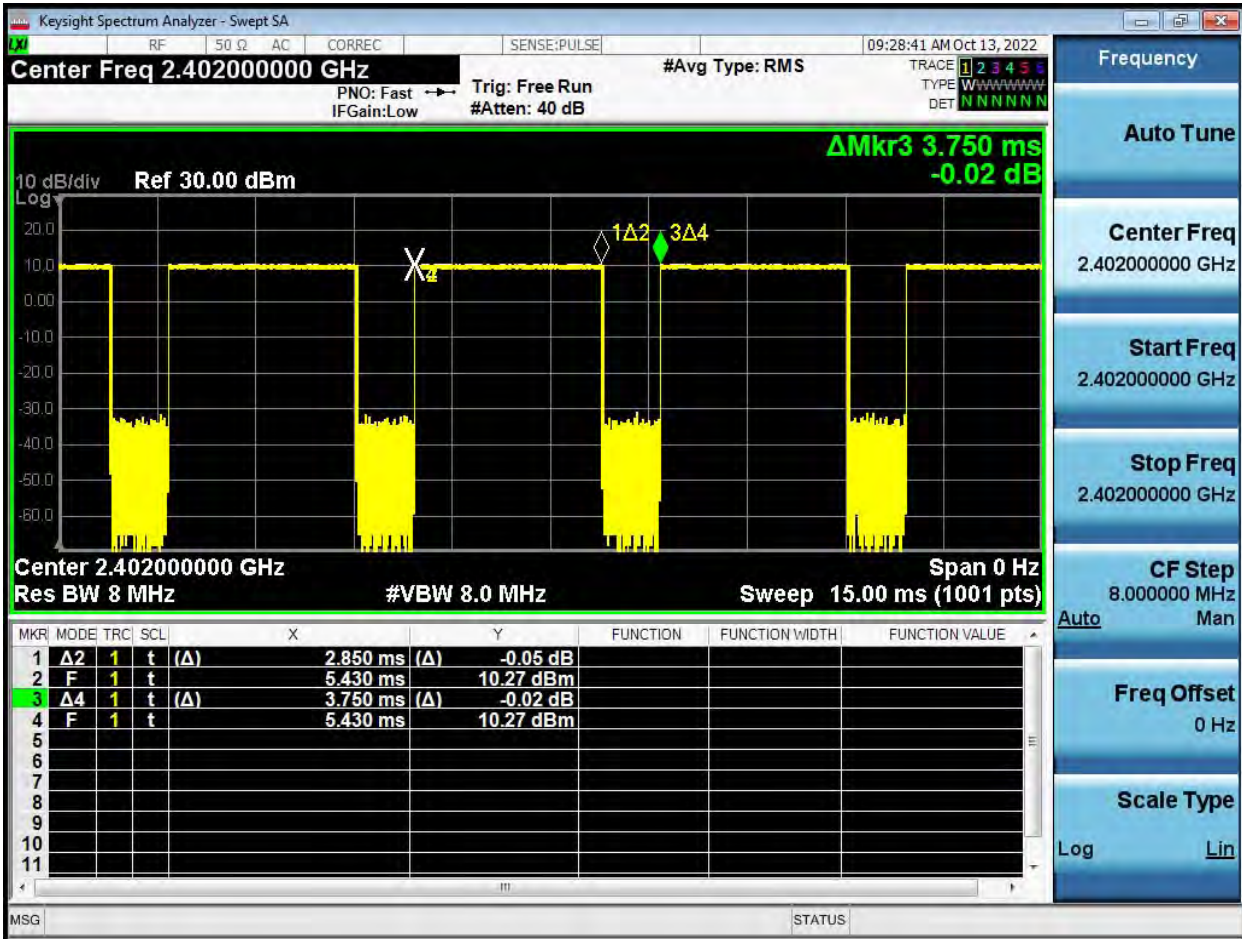 Keysight Spectrum Analyzer - Swept SA
LXI RF 50 Ω AC CORREC SENSE:PULSE 09:28:41 AM Oct 13, 2022
Center Freq 2.402000000 GHz
PNO: Fast
IFGain:Low
Trig: Free Run
#Atten: 40 dB
#Avg Type: RMS
TRACE 1 2 3 4 5 6
TYPE WWWWWW
DET N N N N N N
ΔMkr3 3.750 ms
-0.02 dB
10 dB/div Ref 30.00 dBm
Log
20.0
10.0
0.00
-10.0
-20.0
-30.0
-40.0
-50.0
-60.0
1Δ2 3Δ4
X 4
Center 2.402000000 GHz Span 0 Hz
Res BW 8 MHz #VBW 8.0 MHz Sweep 15.00 ms (1001 pts)
MKR MODE TRC SCL X Y FUNCTION FUNCTION WIDTH FUNCTION VALUE
1 Δ2 1 t (Δ) 2.850 ms (Δ) -0.05 dB
2 F 1 t 5.430 ms 10.27 dBm
3 Δ4 1 t (Δ) 3.750 ms (Δ) -0.02 dB
4 F 1 t 5.430 ms 10.27 dBm
5
6
7
8
9
10
11
MSG STATUS
Frequency
Auto Tune
Center Freq
2.402000000 GHz
Start Freq
2.402000000 GHz
Stop Freq
2.402000000 GHz
CF Step
8.000000 MHz
Auto Man
Freq Offset
0 Hz
Scale Type
Log Lin